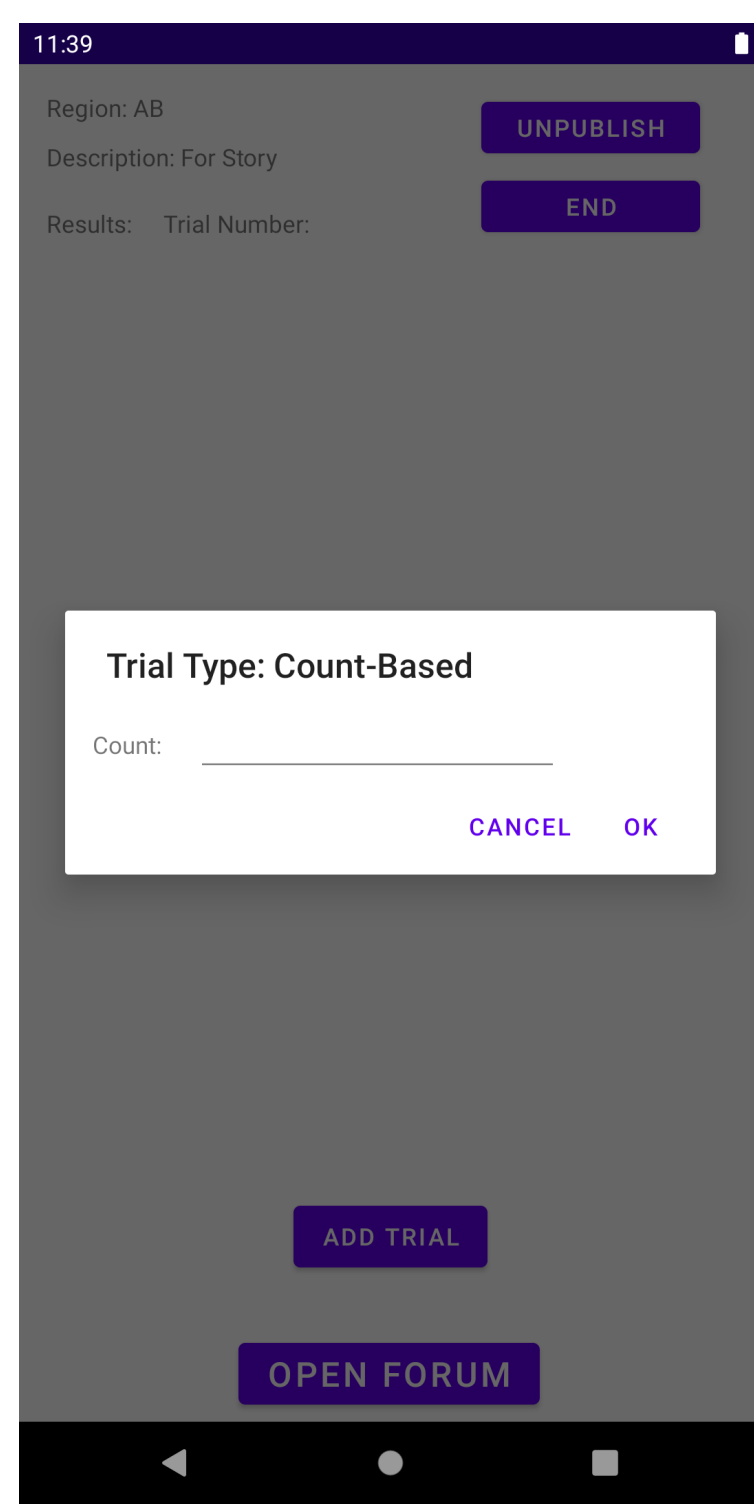 11:39
Region: AB
UNPUBLISH
Description: For Story
END
Results: Trial Number:
Trial Type: Count-Based
Count:
CANCEL OK
ADD TRIAL
OPEN FORUM